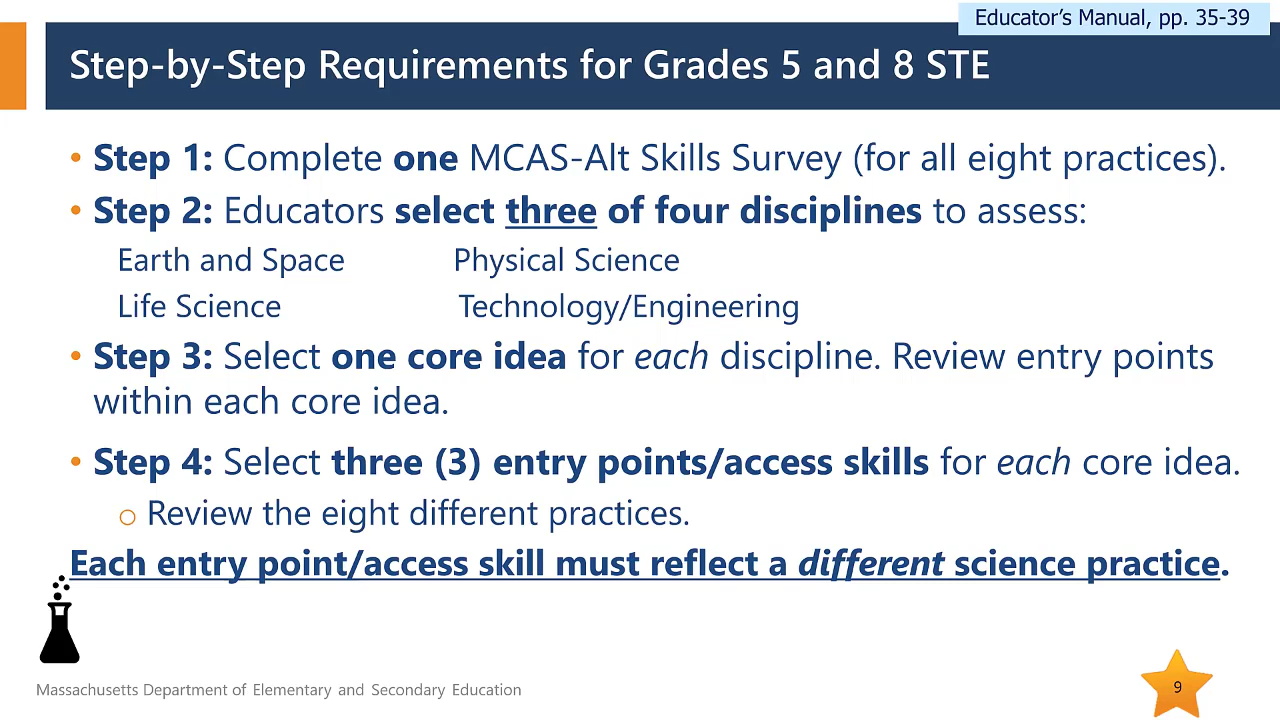 Educator's Manual, pp. 35-39
Step-by-Step Requirements for Grades 5 and 8 STE
• Step 1: Complete one MCAS-Alt Skills Survey (for all eight practices).
• Step 2: Educators select three of four disciplines to assess:
Earth and Space Physical Science
Life Science Technology/Engineering
• Step 3: Select one core idea for each discipline. Review entry points
within each core idea.
• Step 4: Select three (3) entry points/access skills for each core idea.
o Review the eight different practices.
Each entry point/access skill must reflect a different science practice.
Massachusetts Department of Elementary and Secondary Education
9